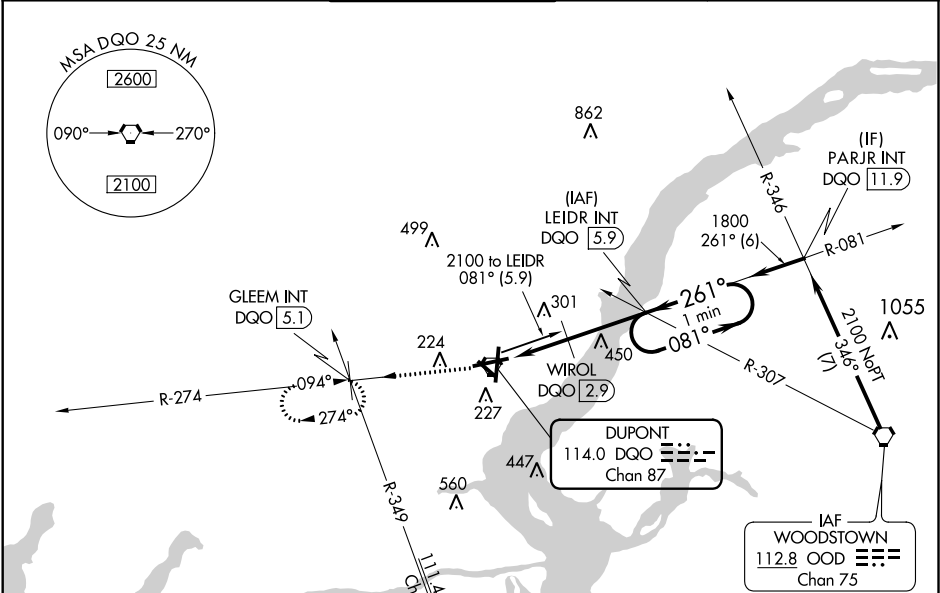 MSA DQO 25 NM
2600
090°
270°
2100
862
(IF)
PARJR INT
DQO 11.9
R-346
(IAF)
LEIDR INT
DQO 5.9
1800
261° (6)
R-081
499
2100 to LEIDR
081° (5.9)
GLEEM INT
DQO 5.1
301
261°
1 min
081°
1055
2100 NoPT
346°
(7)
224
450
WIROL
DQO 2.9
R-307
094°
R-274
274°
227
DUPONT
114.0 DQO
Chan 87
447
560
R-349
IAF
WOODSTOWN
112.8 OOD
Chan 75
111.4